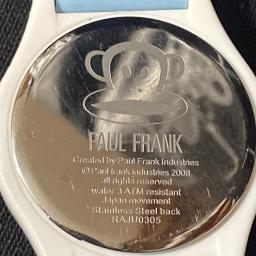 PAUL FRANK
Created by Paul Frank Industries
© Paul frank industries 2008
all rights reserved
water 3 ATM resistant
Japan movement
Stainless Steel back
RAJU0305